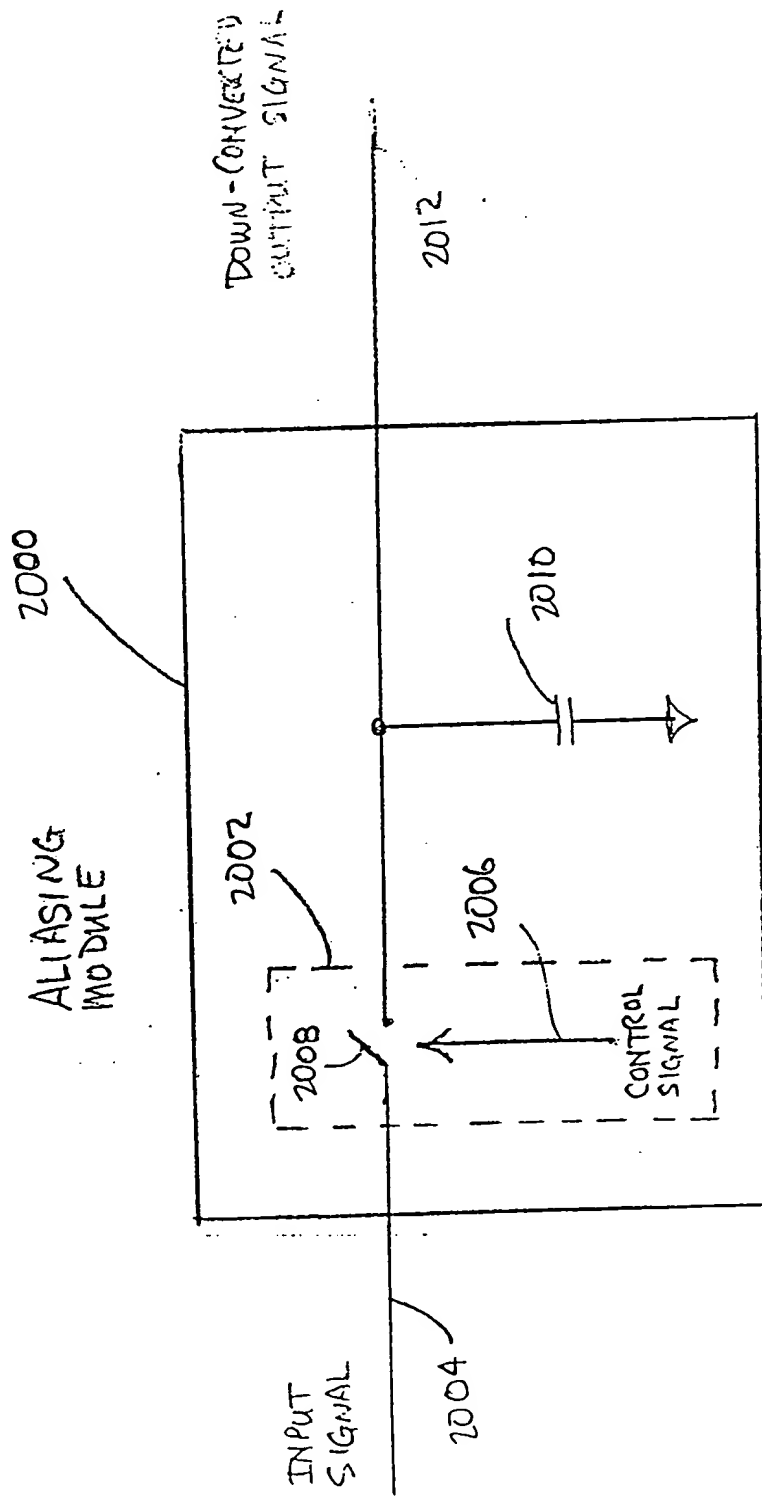 ALIASING
MODULE
2000
INPUT
SIGNAL
2004
2002
2008
2006
CONTROL
SIGNAL
2010
DOWN-CONVERTED
OUTPUT SIGNAL
2012